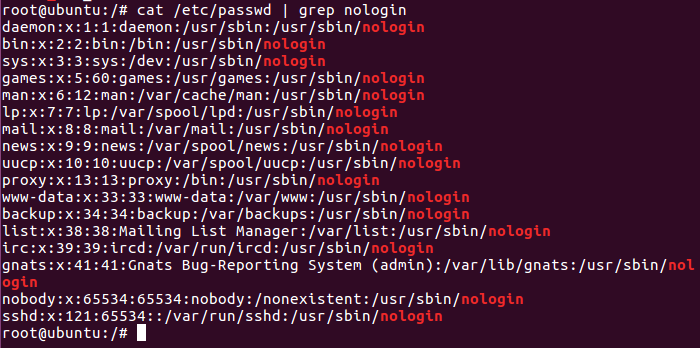 root@ubuntu:/# cat /etc/passwd | grep nologin
daemon:x:1:1:daemon:/usr/sbin:/usr/sbin/nologin
bin:x:2:2:bin:/bin:/usr/sbin/nologin
sys:x:3:3:sys:/dev:/usr/sbin/nologin
games:x:5:60:games:/usr/games:/usr/sbin/nologin
man:x:6:12:man:/var/cache/man:/usr/sbin/nologin
lp:x:7:7:lp:/var/spool/lpd:/usr/sbin/nologin
mail:x:8:8:mail:/var/mail:/usr/sbin/nologin
news:x:9:9:news:/var/spool/news:/usr/sbin/nologin
uucp:x:10:10:uucp:/var/spool/uucp:/usr/sbin/nologin
proxy:x:13:13:proxy:/bin:/usr/sbin/nologin
www-data:x:33:33:www-data:/var/www:/usr/sbin/nologin
backup:x:34:34:backup:/var/backups:/usr/sbin/nologin
list:x:38:38:Mailing List Manager:/var/list:/usr/sbin/nologin
irc:x:39:39:ircd:/var/run/ircd:/usr/sbin/nologin
gnats:x:41:41:Gnats Bug-Reporting System (admin):/var/lib/gnats:/usr/sbin/nol
ogin
nobody:x:65534:65534:nobody:/nonexistent:/usr/sbin/nologin
sshd:x:121:65534::/var/run/sshd:/usr/sbin/nologin
root@ubuntu:/#